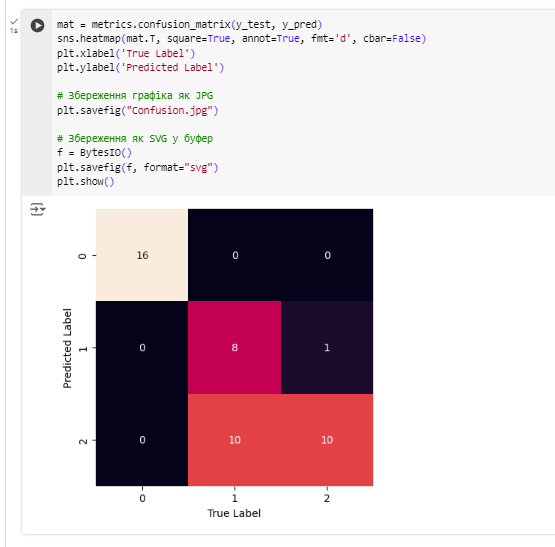 mat = metrics.confusion_matrix(y_test, y_pred)
1s
sns.heatmap(mat.T, square=True, annot=True, fmt='d', cbar=False)
plt.xlabel('True Label')
plt.ylabel('Predicted Label')
# Збереження графіка як JPG
plt.savefig("Confusion.jpg")
# Збереження як SVG у буфер
f = BytesIO()
plt.savefig(f, format="svg")
plt.show()
0 16 0 0
Predicted Label
1 0 8 1
2 0 10 10
0 1 2
True Label